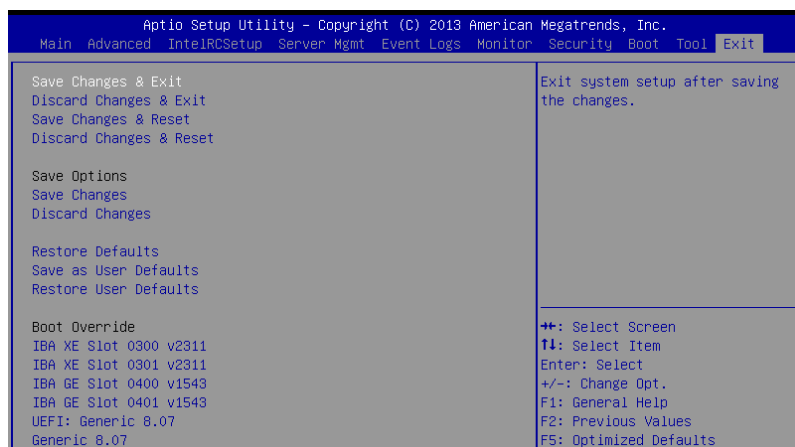 Aptio Setup Utility – Copyright (C) 2013 American Megatrends, Inc.
Main Advanced IntelRCSetup Server Mgmt Event Logs Monitor Security Boot Tool Exit
Save Changes & Exit
Discard Changes & Exit
Save Changes & Reset
Discard Changes & Reset
Save Options
Save Changes
Discard Changes
Restore Defaults
Save as User Defaults
Restore User Defaults
Boot Override
IBA XE Slot 0300 v2311
IBA XE Slot 0301 v2311
IBA GE Slot 0400 v1543
IBA GE Slot 0401 v1543
UEFI: Generic 8.07
Generic 8.07
Exit system setup after saving
the changes.
→←: Select Screen
↑↓: Select Item
Enter: Select
+/-: Change Opt.
F1: General Help
F2: Previous Values
F5: Optimized Defaults